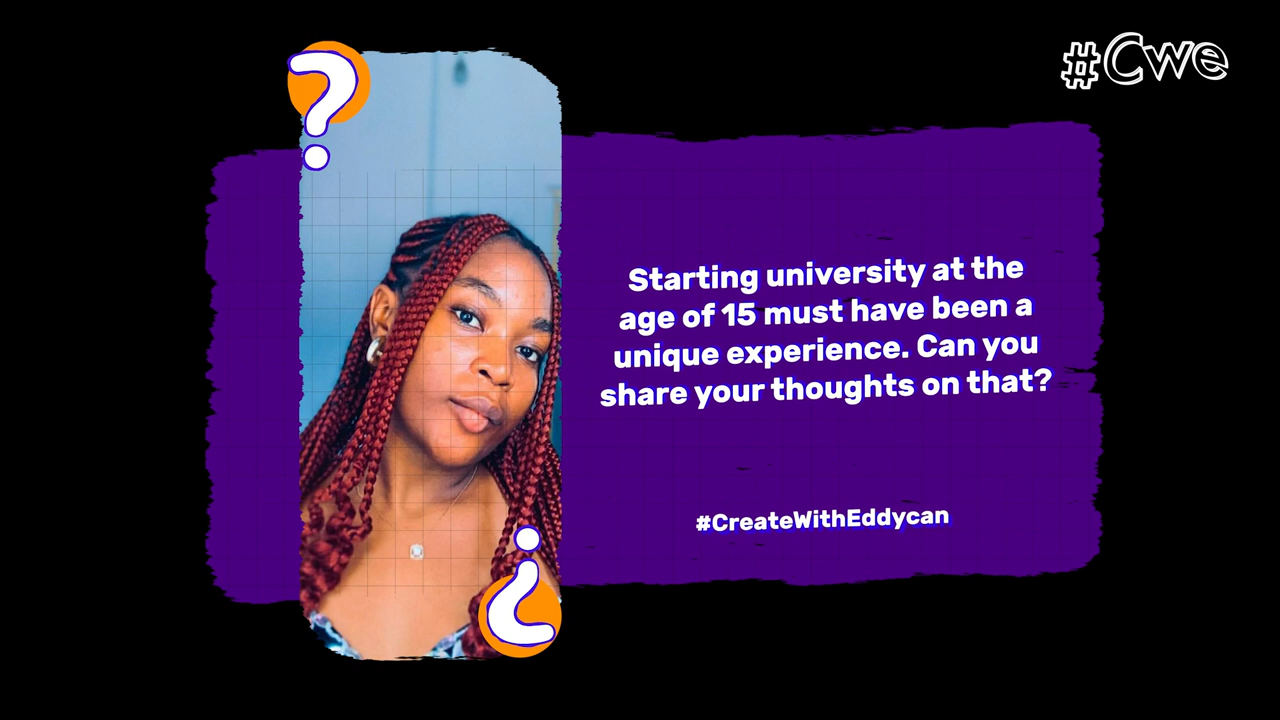 #Cwe
?
Starting university at the
age of 15 must have been a
unique experience. Can you
share your thoughts on that?
#CreateWithEddycan
¿